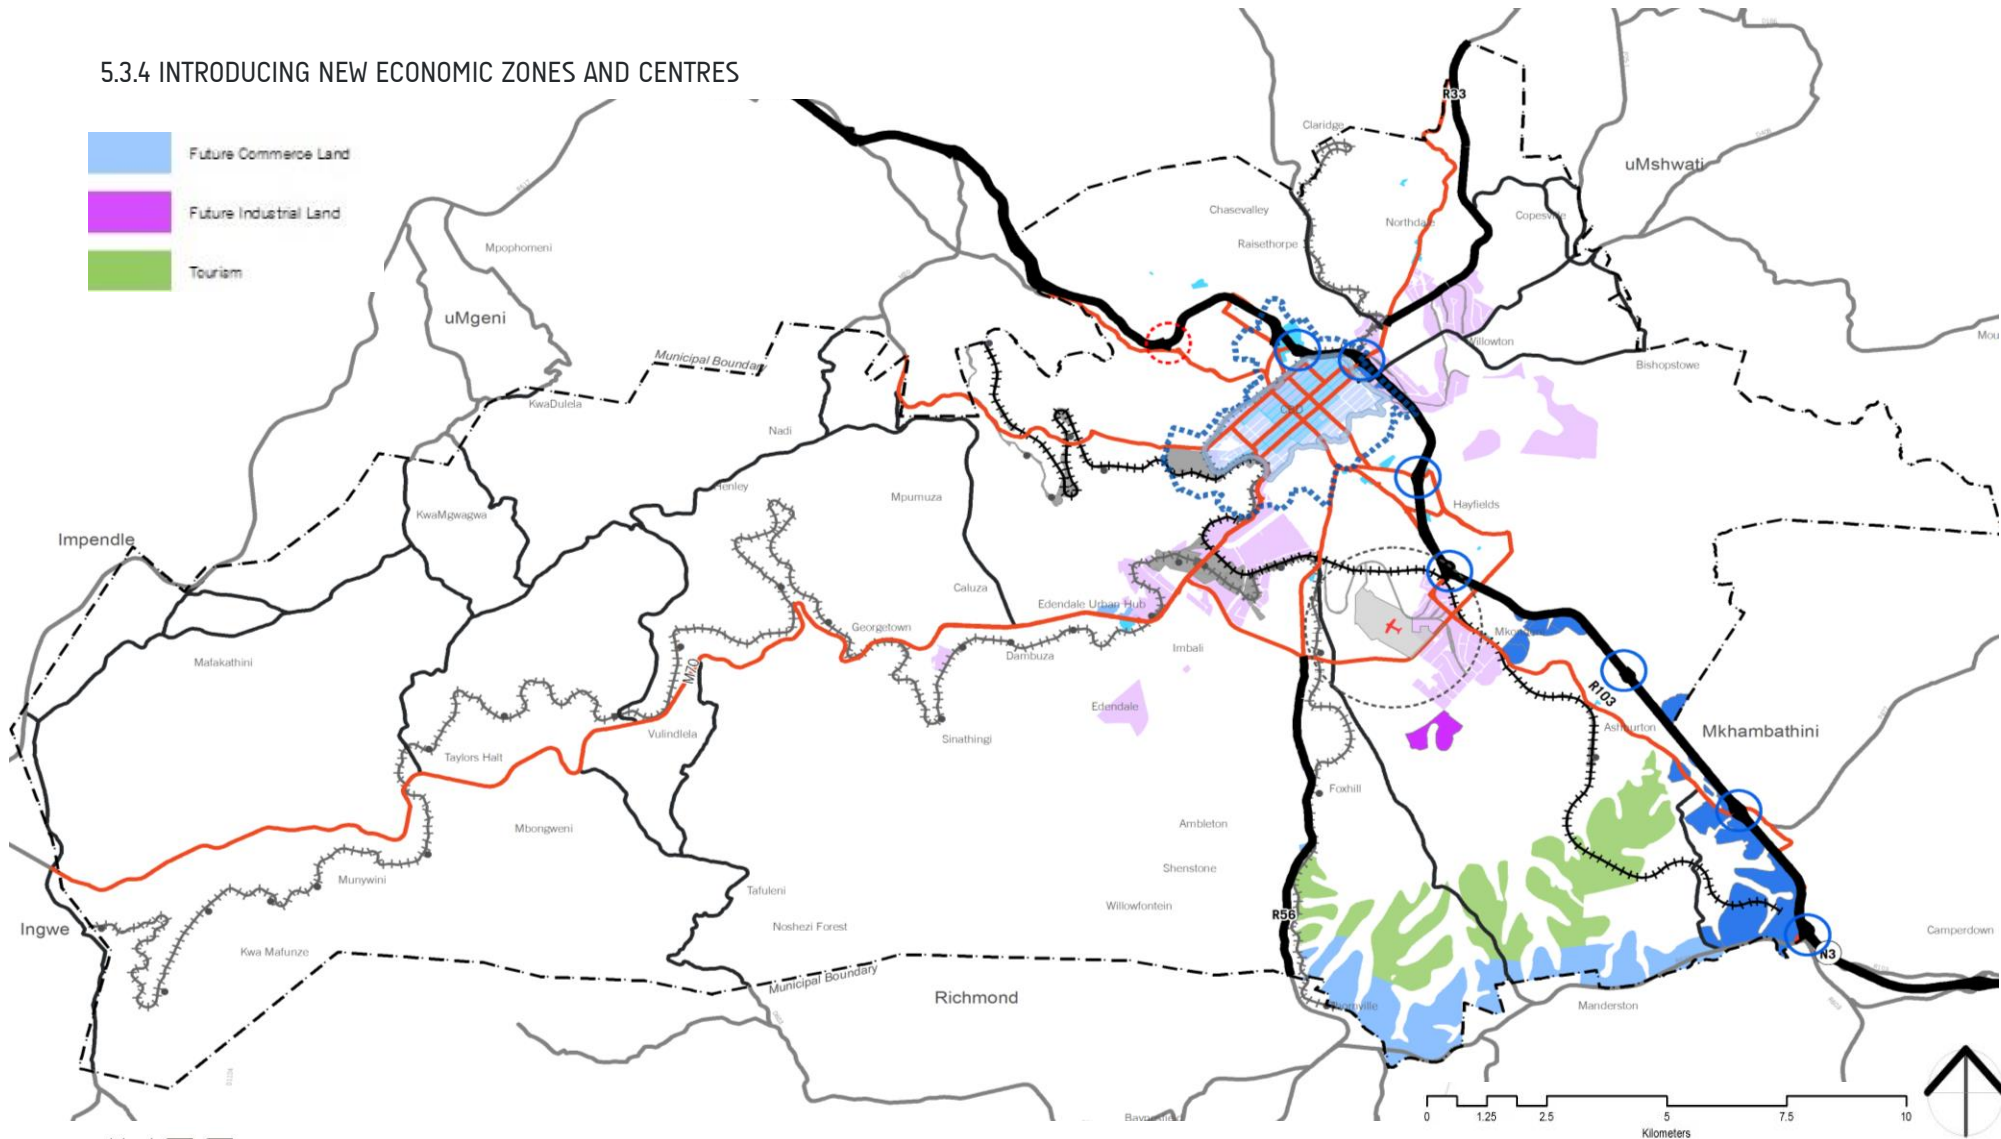 5.3.4 INTRODUCING NEW ECONOMIC ZONES AND CENTRES
Future Commerce Land
Future Industrial Land
Tourism
R33
Claridge
uMshwati
Chasevalley
Northdale
Copesville
Raisethorpe
Mpophomeni
uMgeni
Willowton
Mou
Municipal Boundary
Bishopstowe
KwaDulela
CBD
Nadi
Henley
Mpumuza
Hayfields
KwaMgwagwa
Impendle
Caluza
Edendale Urban Hub
Georgetown
Imbali
Dambuza
Mafakathini
M70
R103
Edendale
Ashburton
Mkhambathini
Vulindlela
Sinathingi
Taylors Halt
Foxhill
Mbongweni
Ambleton
Shenstone
Munywini
Tafuleni
Willowfontein
R56
Noshezi Forest
Ingwe
Camperdown
Kwa Mafunze
N3
Municipal Boundary
Richmond
Thornville
Manderston
0 1.25 2.5 5 7.5 10
Kilometers